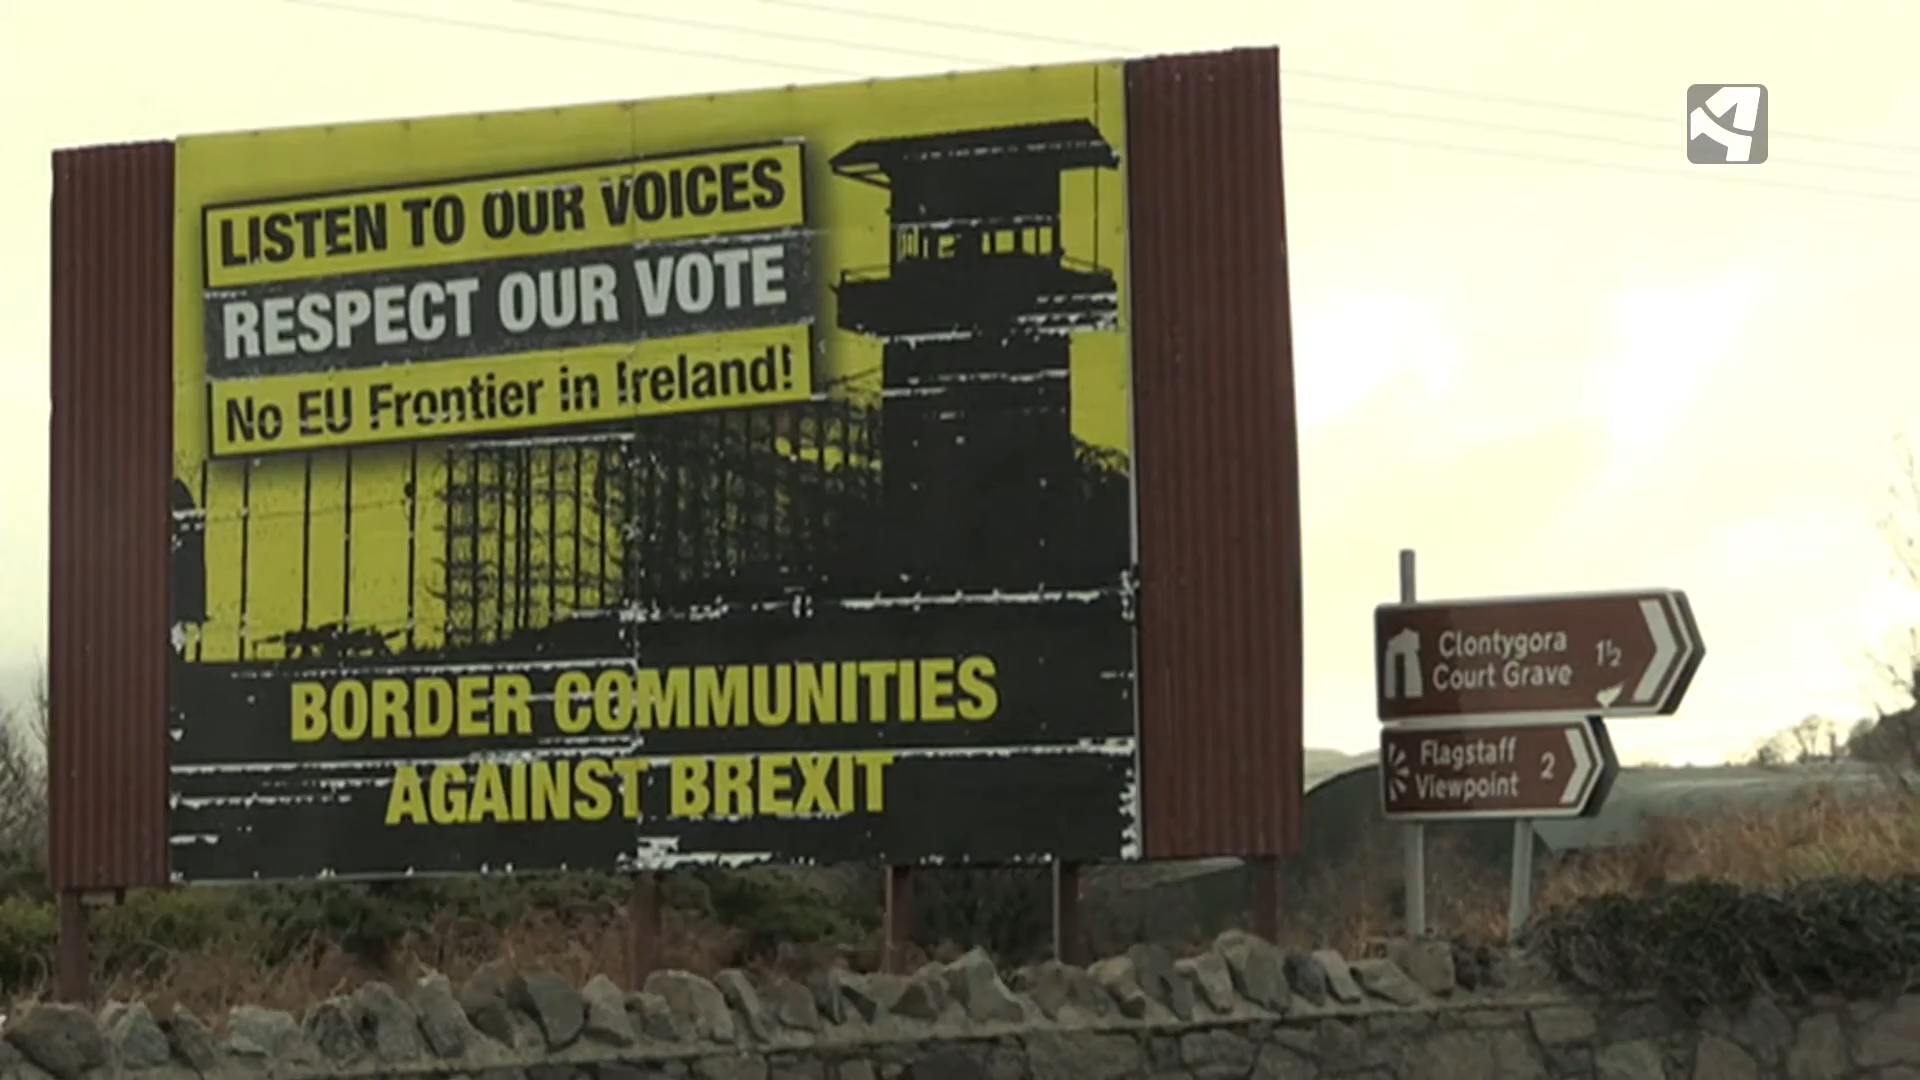 LISTEN TO OUR VOICES
RESPECT OUR VOTE
No EU Frontier in Ireland!
BORDER COMMUNITIES
AGAINST BREXIT
Clontygora
Court Grave 1½
Flagstaff
Viewpoint 2